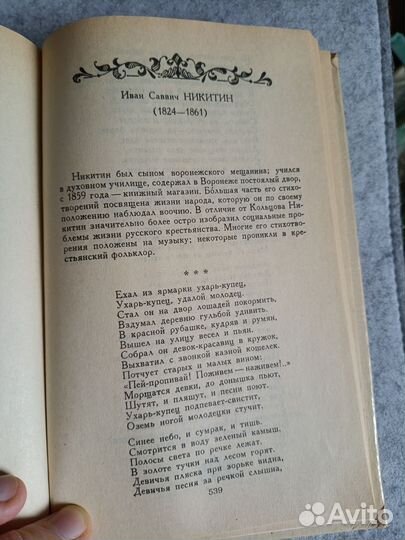 Иван Саввич НИКИТИН
(1824—1861)
Никитин был сыном воронежского мещанина; учился
в духовном училище, содержал в Воронеже постоялый двор,
с 1859 года — книжный магазин. Большая часть его стихо-
творений посвящена жизни народа, которую он по своему
положению наблюдал воочию. В отличие от Кольцова Ни-
китин значительно более остро изобразил социальные про-
блемы жизни русского крестьянства. Многие его стихотво-
рения положены на музыку; некоторые проникли в кре-
стьянский фольклор.
* * *
Ехал из ярмарки ухарь-купец,
Ухарь-купец, удалой молодец.
Стал он на двор лошадей покормить,
Вздумал деревню гульбой удивить.
В красной рубашке, кудряв и румян,
Вышел на улицу весел и пьян.
Собрал он девок-красавиц в кружок,
Выхватил с звонкой казной кошелек.
Потчует старых и малых вином:
«Пей-пропивай! Поживем — наживем!..»
Морщатся девки, до донышка пьют,
Шутят, и пляшут, и песни поют.
Ухарь-купец подпевает-свистит,
Оземь ногой молодецки стучит.
Синее небо, и сумрак, и тишь.
Смотрится в воду зеленый камыш.
Полосы света по речке лежат.
В золоте тучки над лесом горят.
Девичья пляска при зорьке видна,
Девичья песня за речкой слышна,
539
Avito